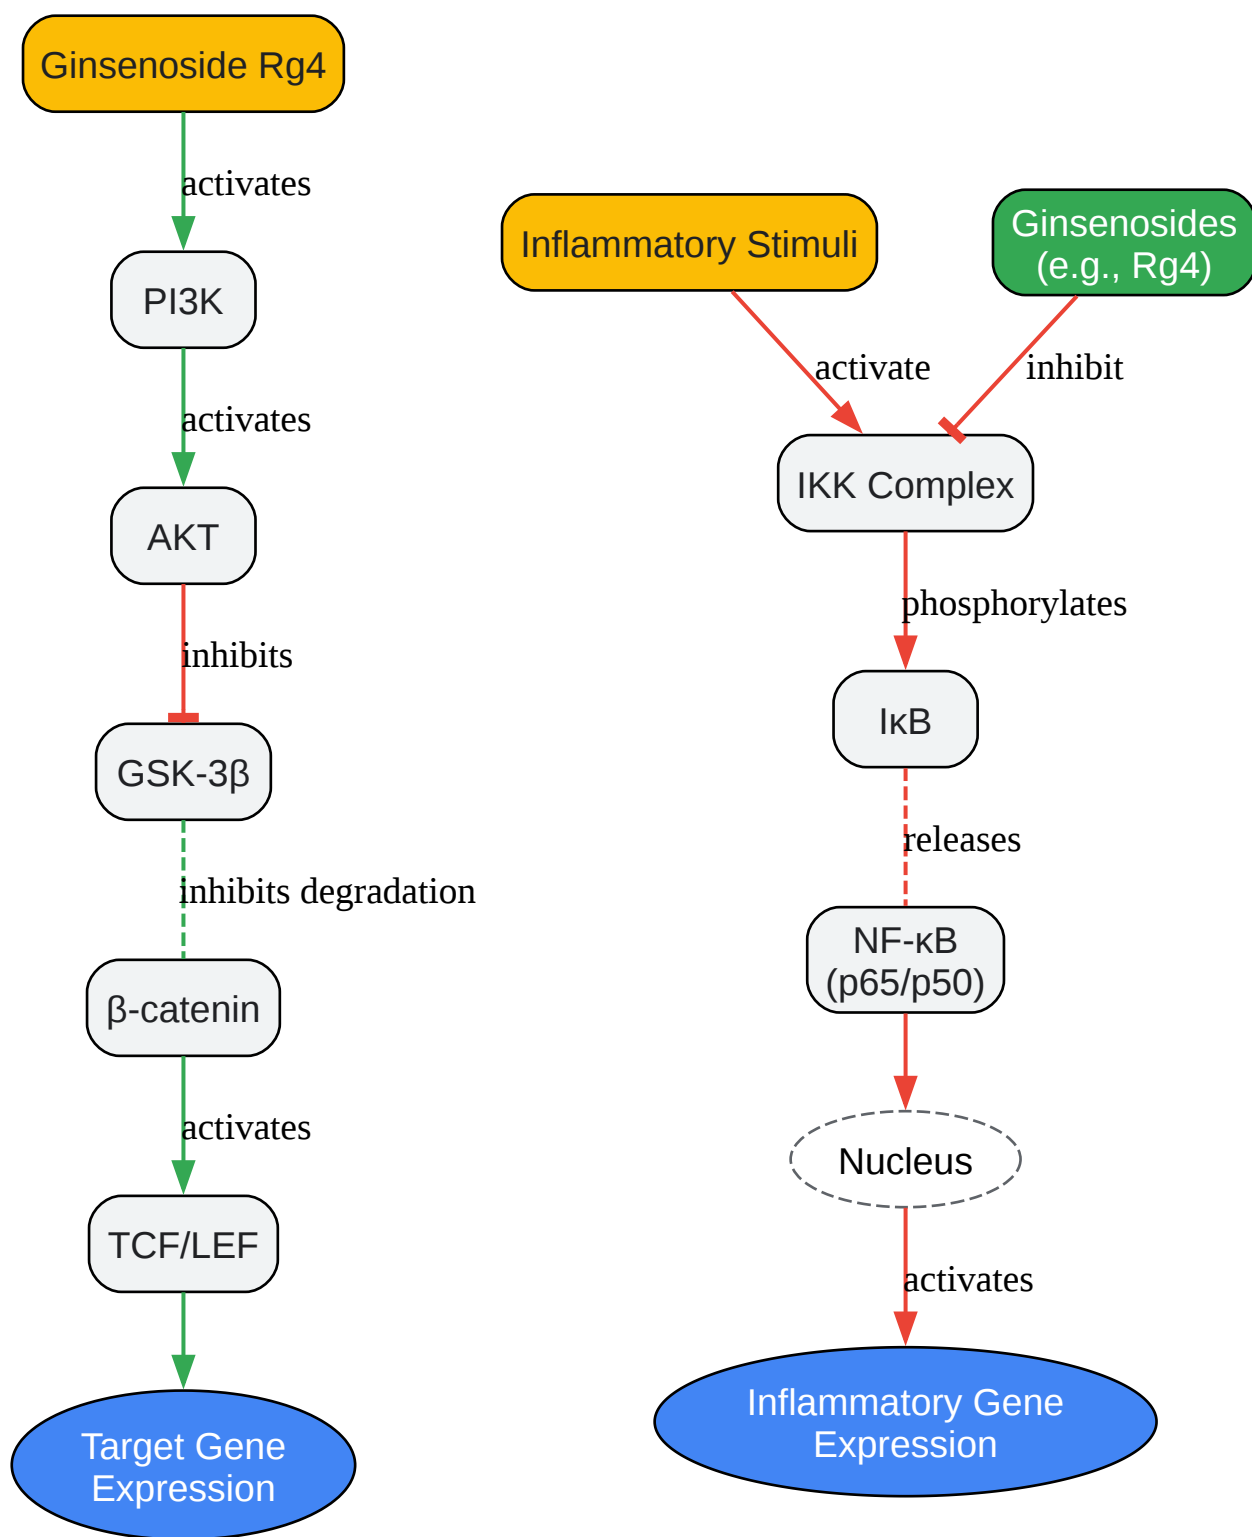 Ginsenoside Rg4
activates
PI3K
activates
AKT
inhibits
GSK-3β
inhibits degradation
β-catenin
activates
TCF/LEF
Target Gene
Expression
Inflammatory Stimuli
Ginsenosides
(e.g., Rg4)
activate
inhibit
IKK Complex
phosphorylates
IκB
releases
NF-κB
(p65/p50)
Nucleus
activates
Inflammatory Gene
Expression